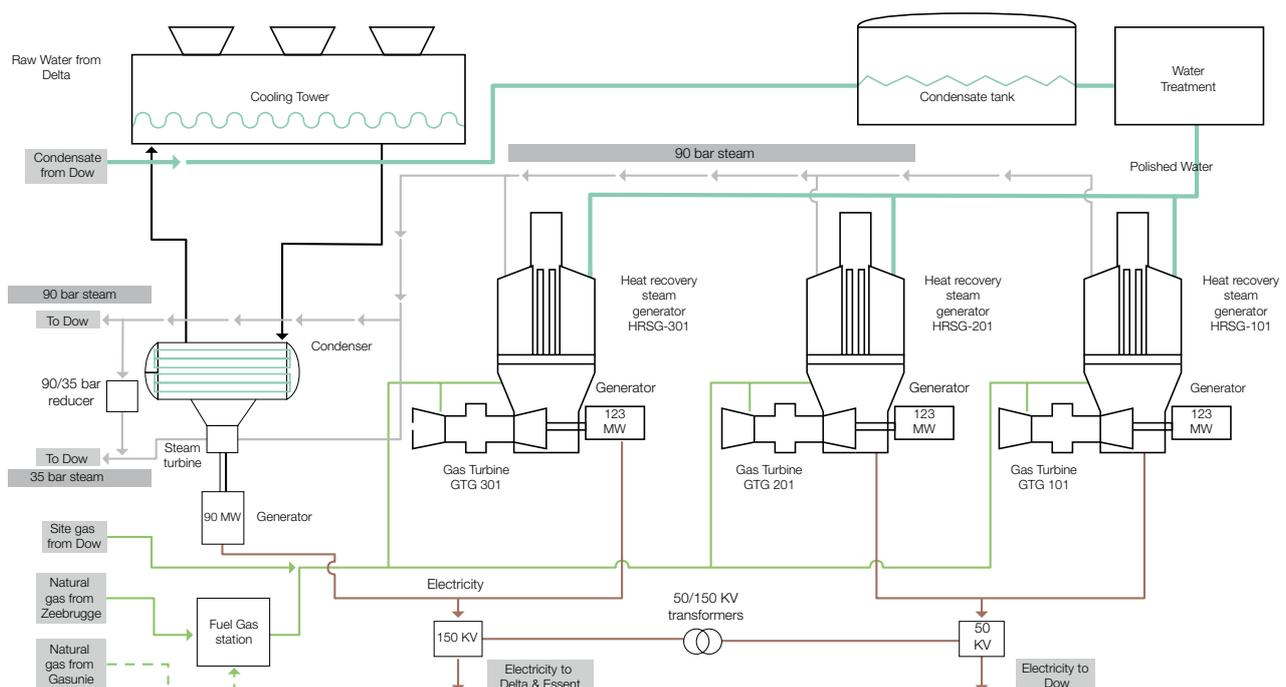 Raw Water from
Delta
Cooling Tower
Condensate tank
Water
Treatment
Condensate
from Dow
90 bar steam
Polished Water
Heat recovery
steam
generator
HRSG-301
Heat recovery
steam
generator
HRSG-201
Heat recovery
steam
generator
HRSG-101
90 bar steam
To Dow
Condenser
90/35 bar
reducer
Generator
123
MW
Generator
123
MW
Generator
123
MW
Steam
turbine
To Dow
35 bar steam
Gas Turbine
GTG 301
Gas Turbine
GTG 201
Gas Turbine
GTG 101
90 MW
Generator
Site gas
from Dow
Natural
gas from
Zeebrugge
Electricity
50/150 KV
transformers
Fuel Gas
station
150 KV
50
KV
Natural
gas from
Gasunie
Electricity to
Delta & Essent
Electricity to
Dow